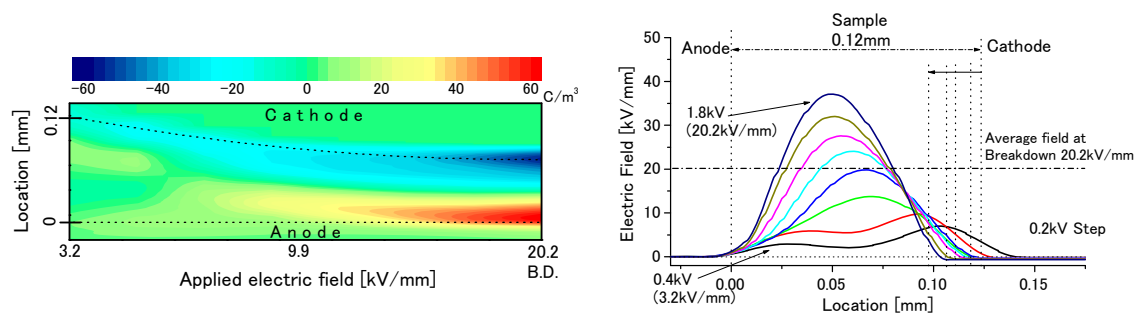 −60 −40 −20 0 20 40 60
C/m³
Cathode
Location [mm]
0.12
0
Anode
3.2 9.9 20.2
B.D.
Applied electric field [kV/mm]
Sample
0.12mm
Anode
Cathode
50
40
30
20
10
0
Electric Field [kV/mm]
1.8kV
(20.2kV/mm)
Average field at
Breakdown 20.2kV/mm
0.2kV Step
0.4kV
(3.2kV/mm)
0.00 0.05 0.10 0.15
Location [mm]